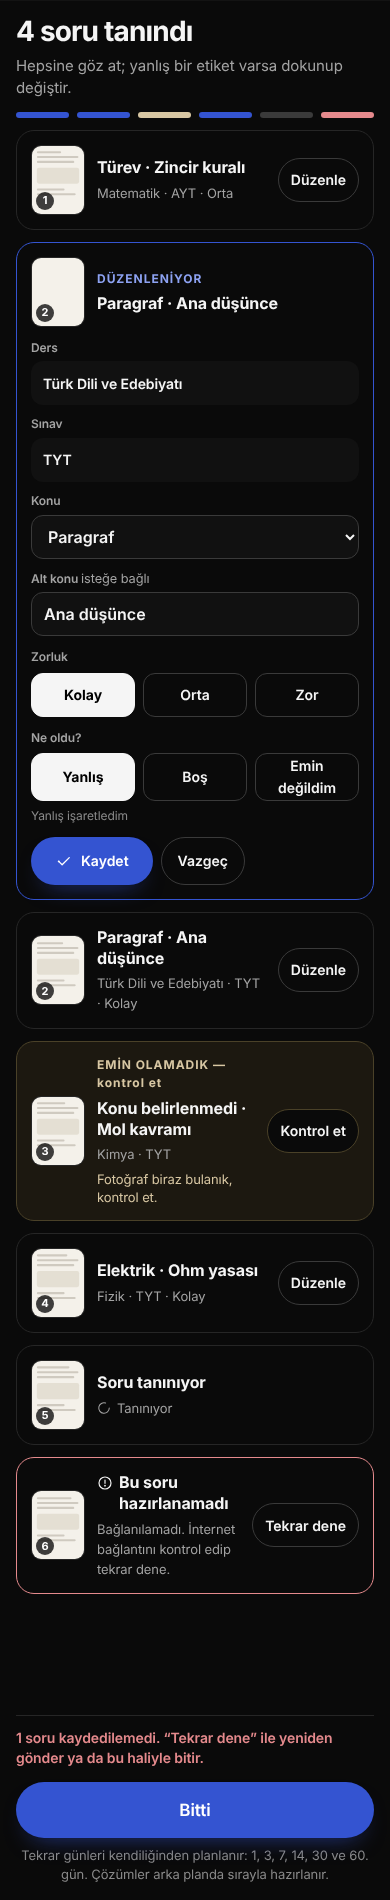 4 soru tanındı
Hepsine göz at; yanlış bir etiket varsa dokunup
değiştir.
1
Türev · Zincir kuralı
Matematik · AYT · Orta
Düzenle
2
DÜZENLENİYOR
Paragraf · Ana düşünce
Ders
Türk Dili ve Edebiyatı
Sınav
TYT
Konu
Paragraf
Alt konu isteğe bağlı
Ana düşünce
Zorluk
Kolay
Orta
Zor
Ne oldu?
Yanlış
Boş
Emin
değildim
Yanlış işaretledim
Kaydet
Vazgeç
2
Paragraf · Ana
düşünce
Türk Dili ve Edebiyatı · TYT
· Kolay
Düzenle
3
EMİN OLAMADIK —
kontrol et
Konu belirlenmedi ·
Mol kavramı
Kimya · TYT
Fotoğraf biraz bulanık,
kontrol et.
Kontrol et
4
Elektrik · Ohm yasası
Fizik · TYT · Kolay
Düzenle
5
Soru tanınıyor
Tanınıyor
6
Bu soru
hazırlanamadı
Bağlanılamadı. İnternet
bağlantını kontrol edip
tekrar dene.
Tekrar dene
1 soru kaydedilemedi. “Tekrar dene” ile yeniden
gönder ya da bu haliyle bitir.
Bitti
Tekrar günleri kendiliğinden planlanır: 1, 3, 7, 14, 30 ve 60.
gün. Çözümler arka planda sırayla hazırlanır.